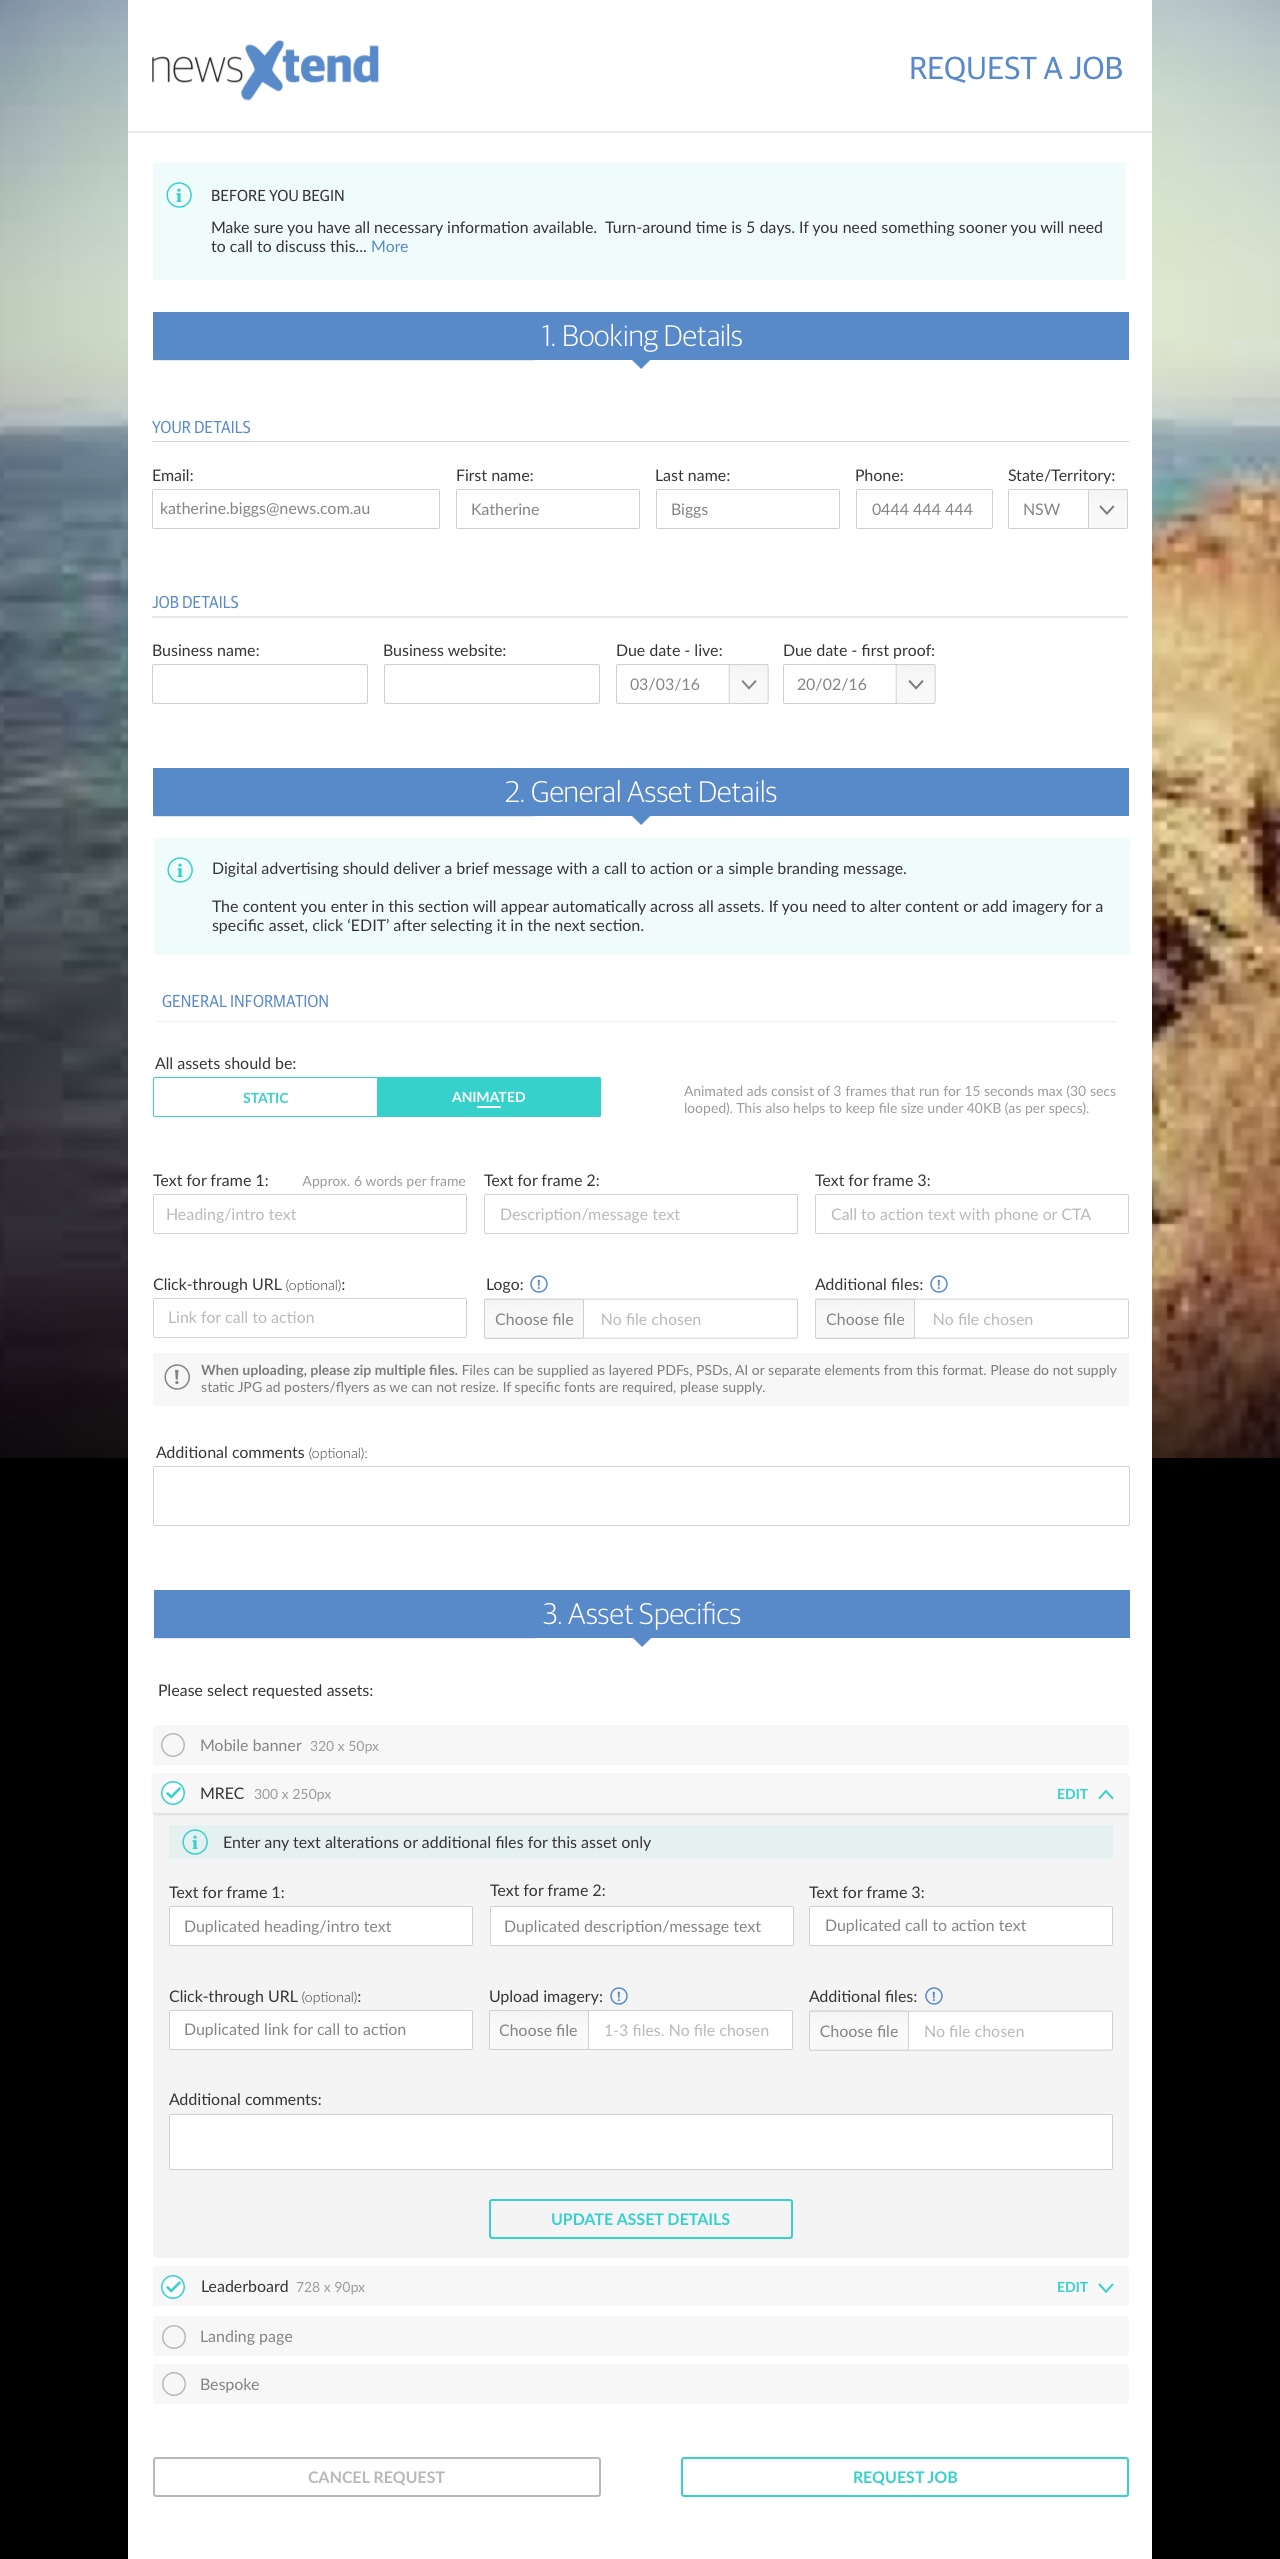 newsXtend
REQUEST A JOB
BEFORE YOU BEGIN
Make sure you have all necessary information available.  Turn-around time is 5 days. If you need something sooner you will need
to call to discuss this... More
1. Booking Details
YOUR DETAILS
Email: First name: Last name: Phone: State/Territory:
katherine.biggs@news.com.au Katherine Biggs 0444 444 444 NSW
JOB DETAILS
Business name: Business website: Due date - live: Due date - first proof:
03/03/16 20/02/16
2. General Asset Details
Digital advertising should deliver a brief message with a call to action or a simple branding message.
The content you enter in this section will appear automatically across all assets. If you need to alter content or add imagery for a
specific asset, click ‘EDIT’ after selecting it in the next section.
GENERAL INFORMATION
All assets should be:
STATIC ANIMATED
Animated ads consist of 3 frames that run for 15 seconds max (30 secs
looped). This also helps to keep file size under 40KB (as per specs).
Text for frame 1: Approx. 6 words per frame Text for frame 2: Text for frame 3:
Heading/intro text Description/message text Call to action text with phone or CTA
Click-through URL (optional): Logo: Additional files:
Link for call to action Choose file No file chosen Choose file No file chosen
When uploading, please zip multiple files. Files can be supplied as layered PDFs, PSDs, AI or separate elements from this format. Please do not supply
static JPG ad posters/flyers as we can not resize. If specific fonts are required, please supply.
Additional comments (optional):
3. Asset Specifics
Please select requested assets:
Mobile banner 320 x 50px
MREC 300 x 250px EDIT
Enter any text alterations or additional files for this asset only
Text for frame 1: Text for frame 2: Text for frame 3:
Duplicated heading/intro text Duplicated description/message text Duplicated call to action text
Click-through URL (optional): Upload imagery: Additional files:
Duplicated link for call to action Choose file 1-3 files. No file chosen Choose file No file chosen
Additional comments:
UPDATE ASSET DETAILS
Leaderboard 728 x 90px EDIT
Landing page
Bespoke
CANCEL REQUEST REQUEST JOB